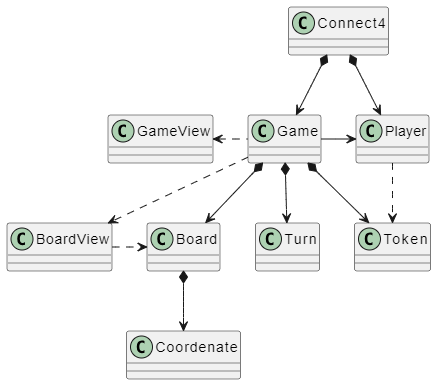 C Connect4
C GameView
C Game
C Player
C BoardView
C Board
C Turn
C Token
C Coordenate